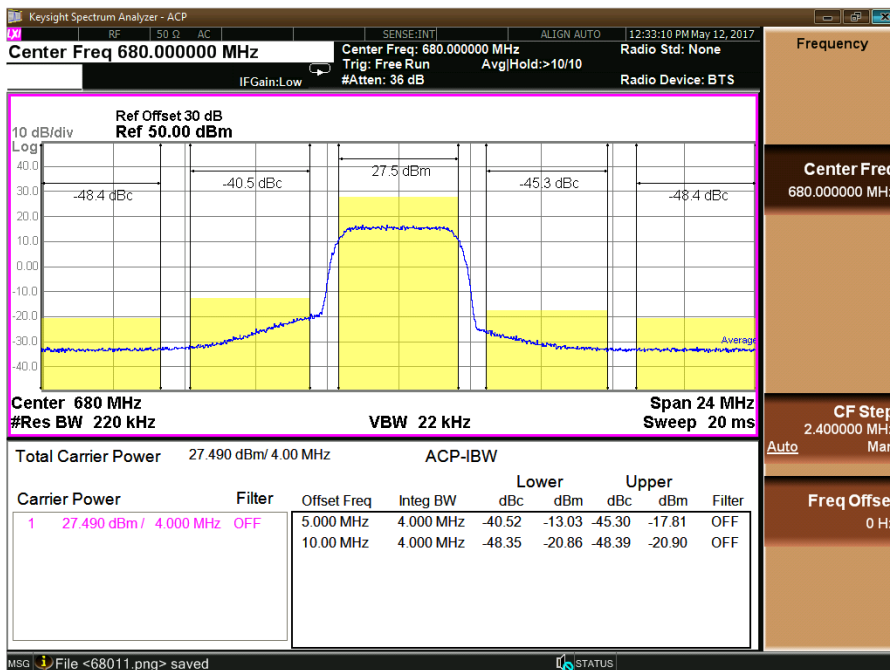 Keysight Spectrum Analyzer - ACP
LXI RF 50 Ω AC SENSE:INT ALIGN AUTO 12:33:10 PM May 12, 2017
Center Freq 680.000000 MHz Center Freq: 680.000000 MHz Radio Std: None
Trig: Free Run Avg|Hold:>10/10
IFGain:Low #Atten: 36 dB Radio Device: BTS
Ref Offset 30 dB
10 dB/div Ref 50.00 dBm
Log
40.0
30.0
20.0
10.0
0.00
-10.0
-20.0
-30.0
-40.0
-48.4 dBc -40.5 dBc 27.5 dBm -45.3 dBc -48.4 dBc
Average
Center 680 MHz Span 24 MHz
#Res BW 220 kHz VBW 22 kHz Sweep 20 ms
Total Carrier Power 27.490 dBm/ 4.00 MHz ACP-IBW
Lower Upper
Carrier Power Filter Offset Freq Integ BW dBc dBm dBc dBm Filter
1 27.490 dBm / 4.000 MHz OFF 5.000 MHz 4.000 MHz -40.52 -13.03 -45.30 -17.81 OFF
10.00 MHz 4.000 MHz -48.35 -20.86 -48.39 -20.90 OFF
Frequency
Center Freq
680.000000 MHz
CF Step
2.400000 MHz
Auto Man
Freq Offset
0 Hz
MSG File <68011.png> saved STATUS